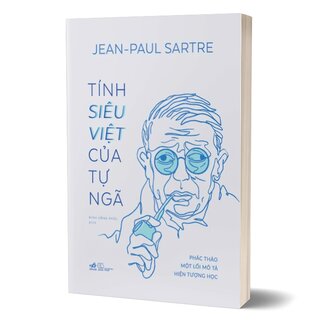 JEAN-PAUL SARTRE
TÍNH
SIÊU
VIỆT
CỦA
TỰ
NGÃ
PHÁC THẢO
MỘT LỐI MÔ TẢ
HIỆN TƯỢNG HỌC